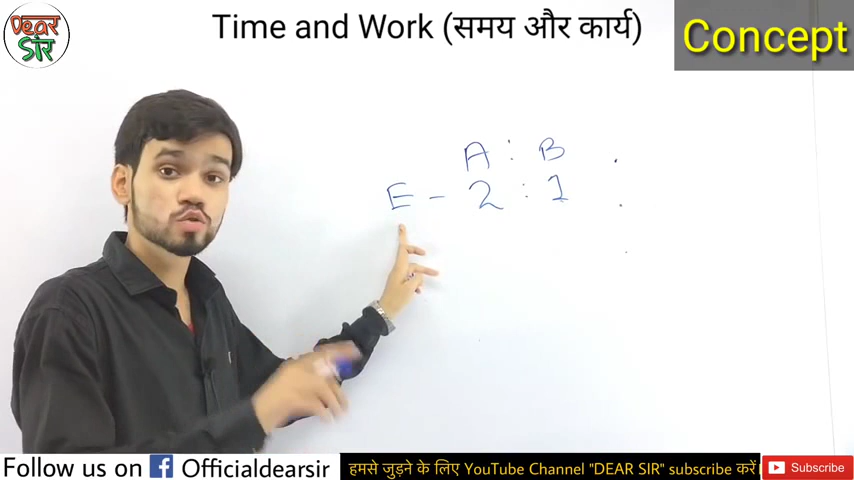 DEAR
SIR
Time and Work (समय और कार्य)
Concept
A : B
E - 2 : 1
Follow us on f Officialdearsir
हमसे जुड़ने के लिए YouTube Channel "DEAR SIR" subscribe करें
Subscribe